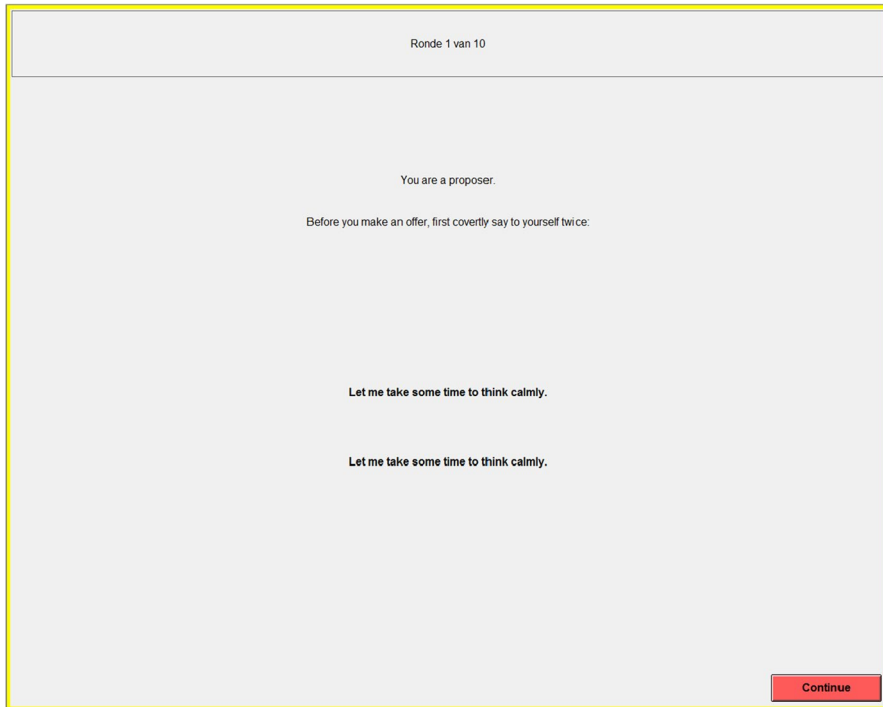 Ronde 1 van 10
You are a proposer.
Before you make an offer, first covertly say to yourself twice:
Let me take some time to think calmly.
Let me take some time to think calmly.
Continue